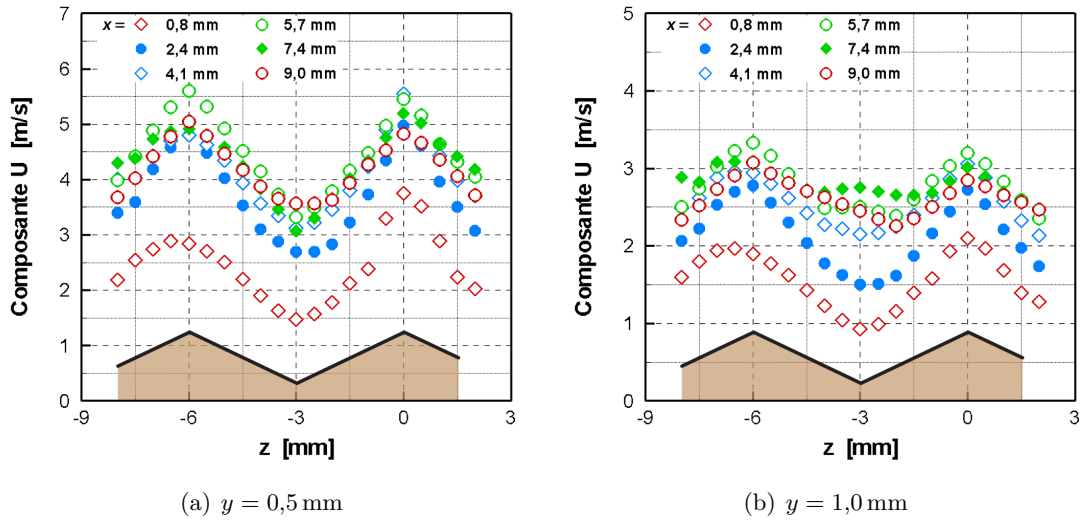 7
6
5
4
3
2
1
0
Composante U [m/s]
x = 0,8 mm 5,7 mm
2,4 mm 7,4 mm
4,1 mm 9,0 mm
-9 -6 -3 0 3
z [mm]
(a) y = 0,5 mm
5
4
3
2
1
0
Composante U [m/s]
x = 0,8 mm 5,7 mm
2,4 mm 7,4 mm
4,1 mm 9,0 mm
-9 -6 -3 0 3
z [mm]
(b) y = 1,0 mm